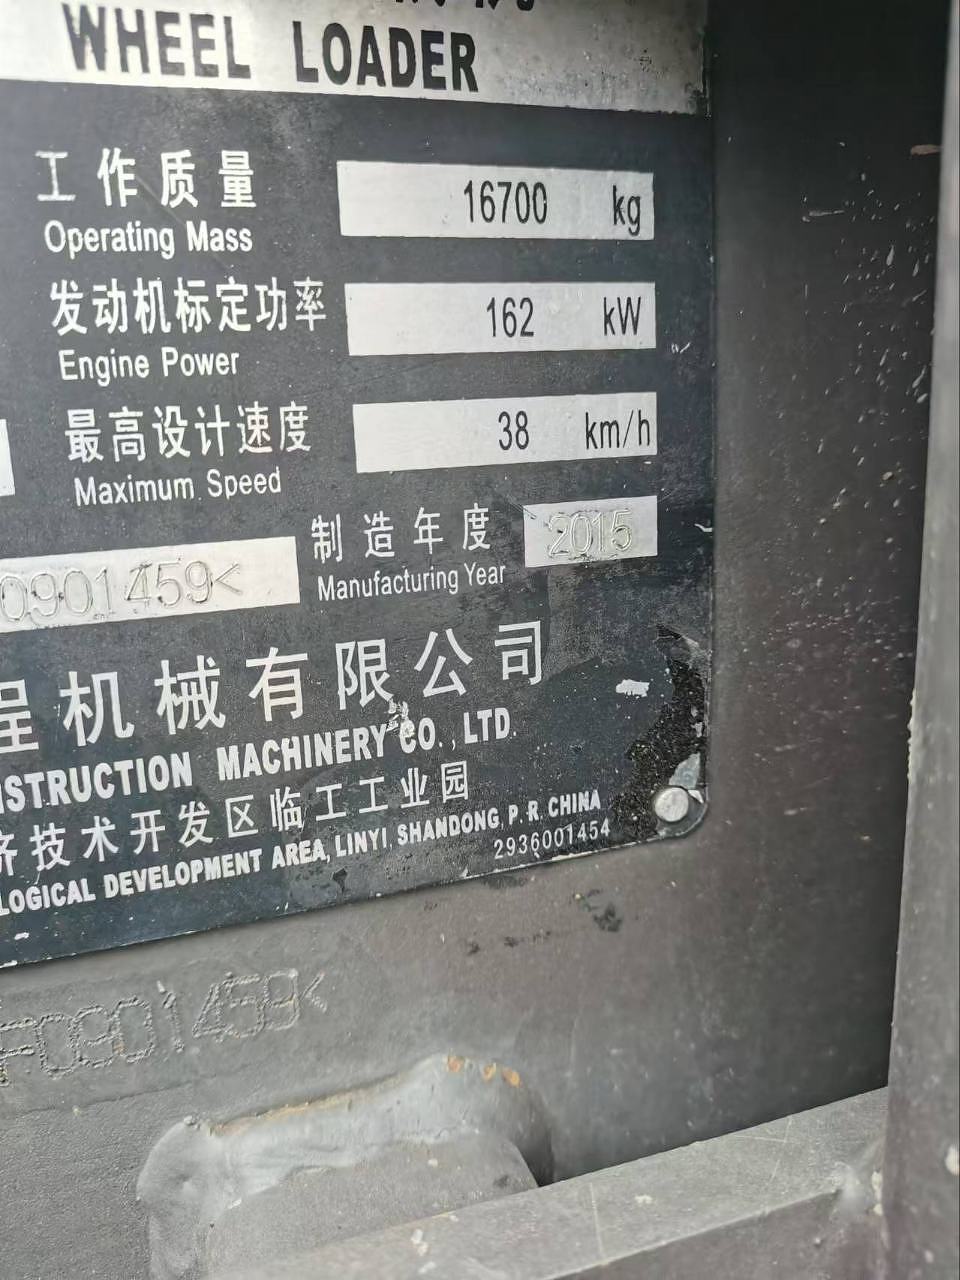 WHEEL LOADER
工作质量
Operating Mass
16700 kg
发动机标定功率
Engine Power
162 kW
最高设计速度
Maximum Speed
38 km/h
制造年度
Manufacturing Year
2015
0901459<
程机械有限公司
NSTRUCTION MACHINERY CO., LTD.
济技术开发区临工工业园
LOGICAL DEVELOPMENT AREA, LINYI, SHANDONG, P. R. CHINA
2936001454
F0901459<